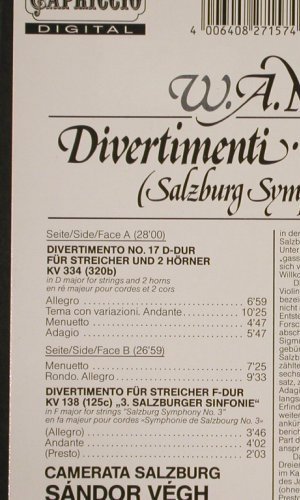 CAPRICCIO
DIGITAL
4 006408 271574
W.A.
Divertimenti
(Salzburg
Seite/Side/Face A (28'00)
DIVERTIMENTO NO. 17 D-DUR
FÜR STREICHER UND 2 HÖRNER
KV 334 (320b)
in D major for strings and 2 horns
en ré majeur pour cordes et 2 cors
Allegro 6'59
Tema con variazioni. Andante 10'25
Menuetto 4'47
Adagio 5'47
Seite/Side/Face B (26'59)
Menuetto 7'25
Rondo. Allegro 9'33
DIVERTIMENTO FÜR STREICHER F-DUR
KV 138 (125c) „3. SALZBURGER SINFONIE"
in F major for strings "Salzburg Symphony No. 3"
en fa majeur pour cordes »Symphonie de Salzbourg No. 3«
(Allegro) 3'46
Andante 4'02
(Presto) 2'03
CAMERATA SALZBURG
SÁNDOR VÉGH